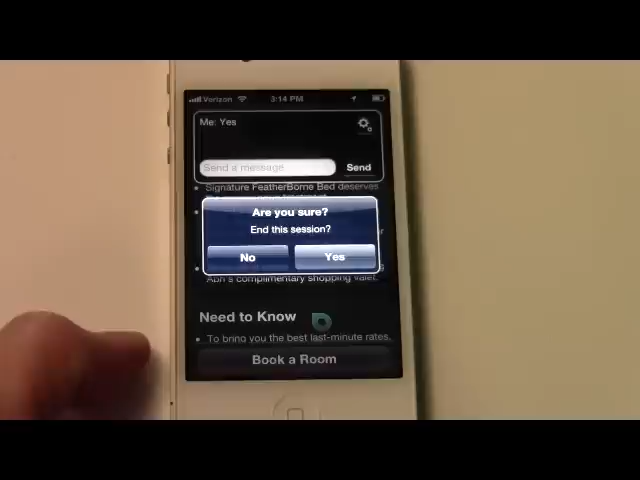 Verizon 3:14 PM
Me: Yes
Send a message Send
Signature FeatherBorne Bed deserves
Are you sure?
End this session?
No Yes
complimentary shopping valet.
Need to Know
To bring you the best last-minute rates,
Book a Room